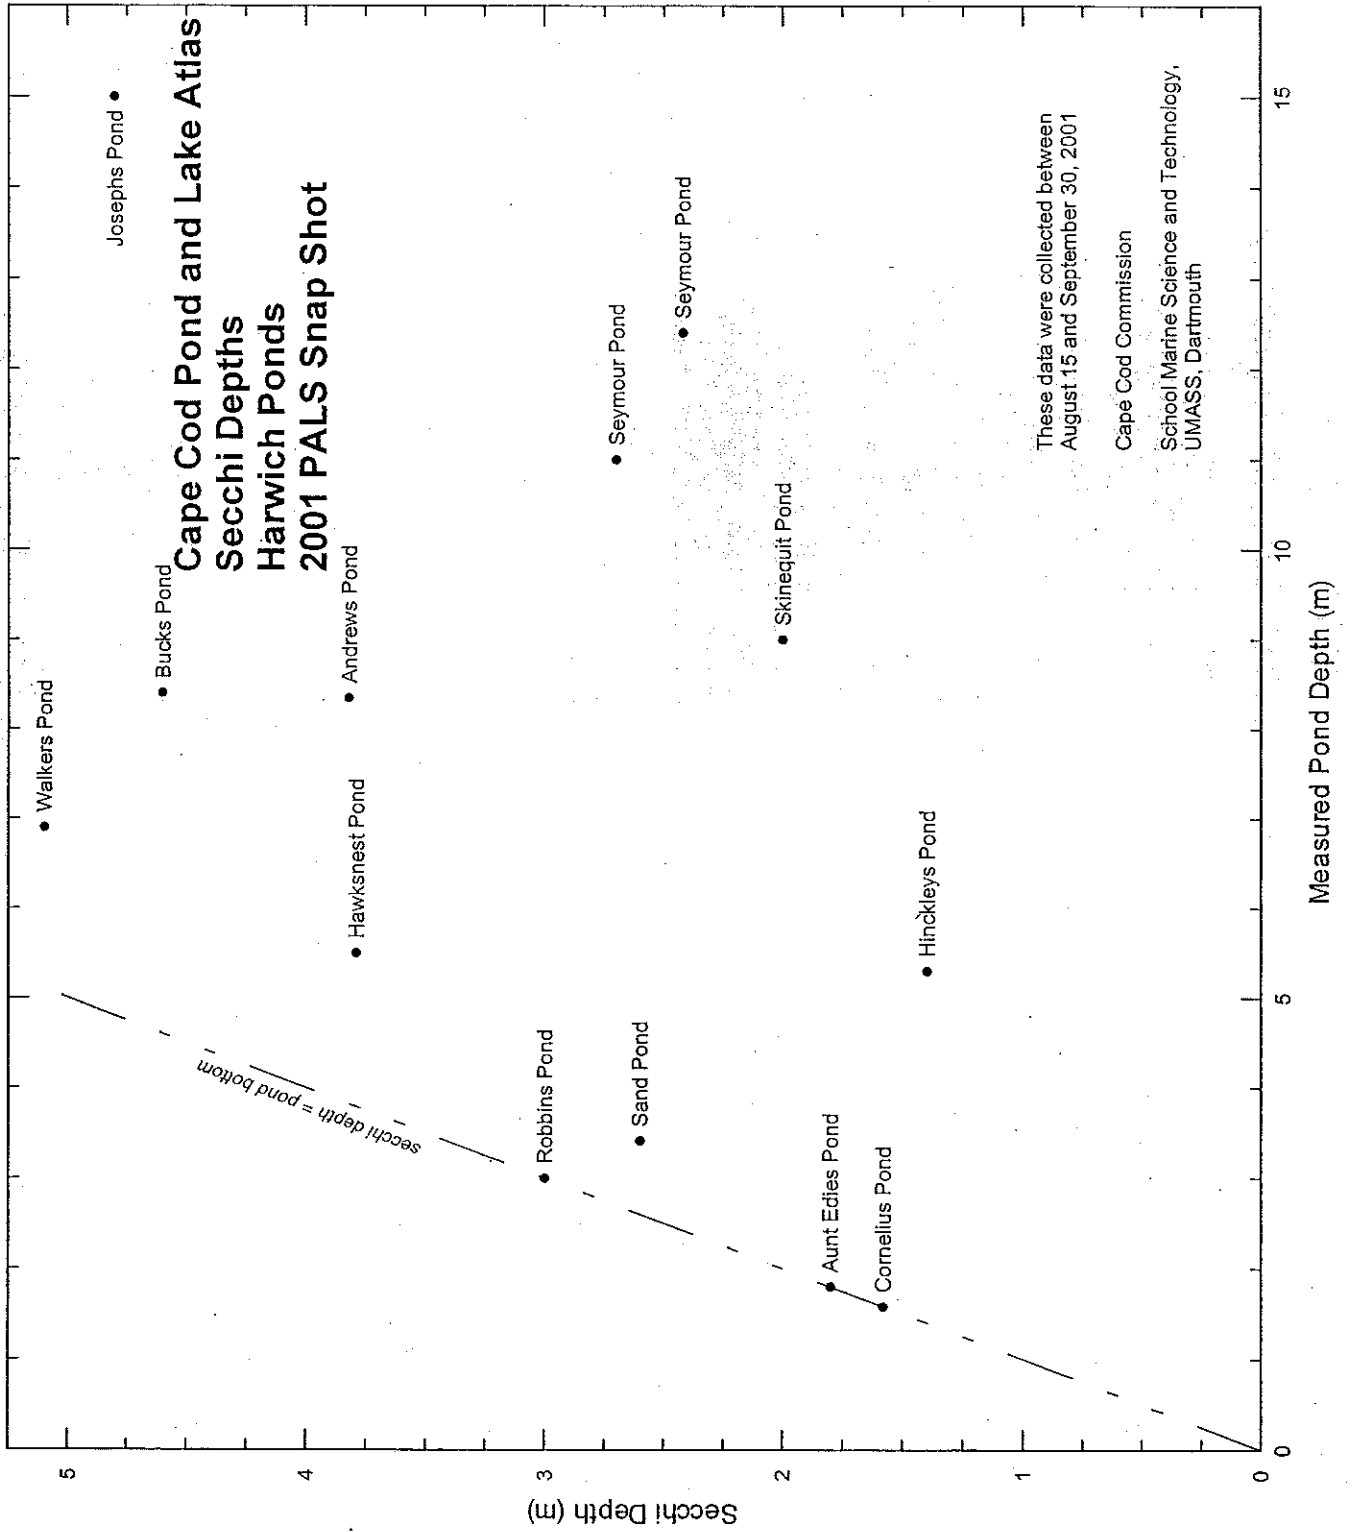 Cape Cod Pond and Lake Atlas
Secchi Depths
Harwich Ponds
2001 PALS Snap Shot
Walkers Pond
Josephs Pond
Bucks Pond
Andrews Pond
Hawksnest Pond
secchi depth = pond bottom
Robbins Pond
Sand Pond
Seymour Pond
Seymour Pond
Skinequit Pond
Aunt Edies Pond
Cornelius Pond
Hinckleys Pond
These data were collected between
August 15 and September 30, 2001
Cape Cod Commission
School Marine Science and Technology,
UMASS, Dartmouth
Secchi Depth (m)
5
4
3
2
1
0
0
5
10
15
Measured Pond Depth (m)